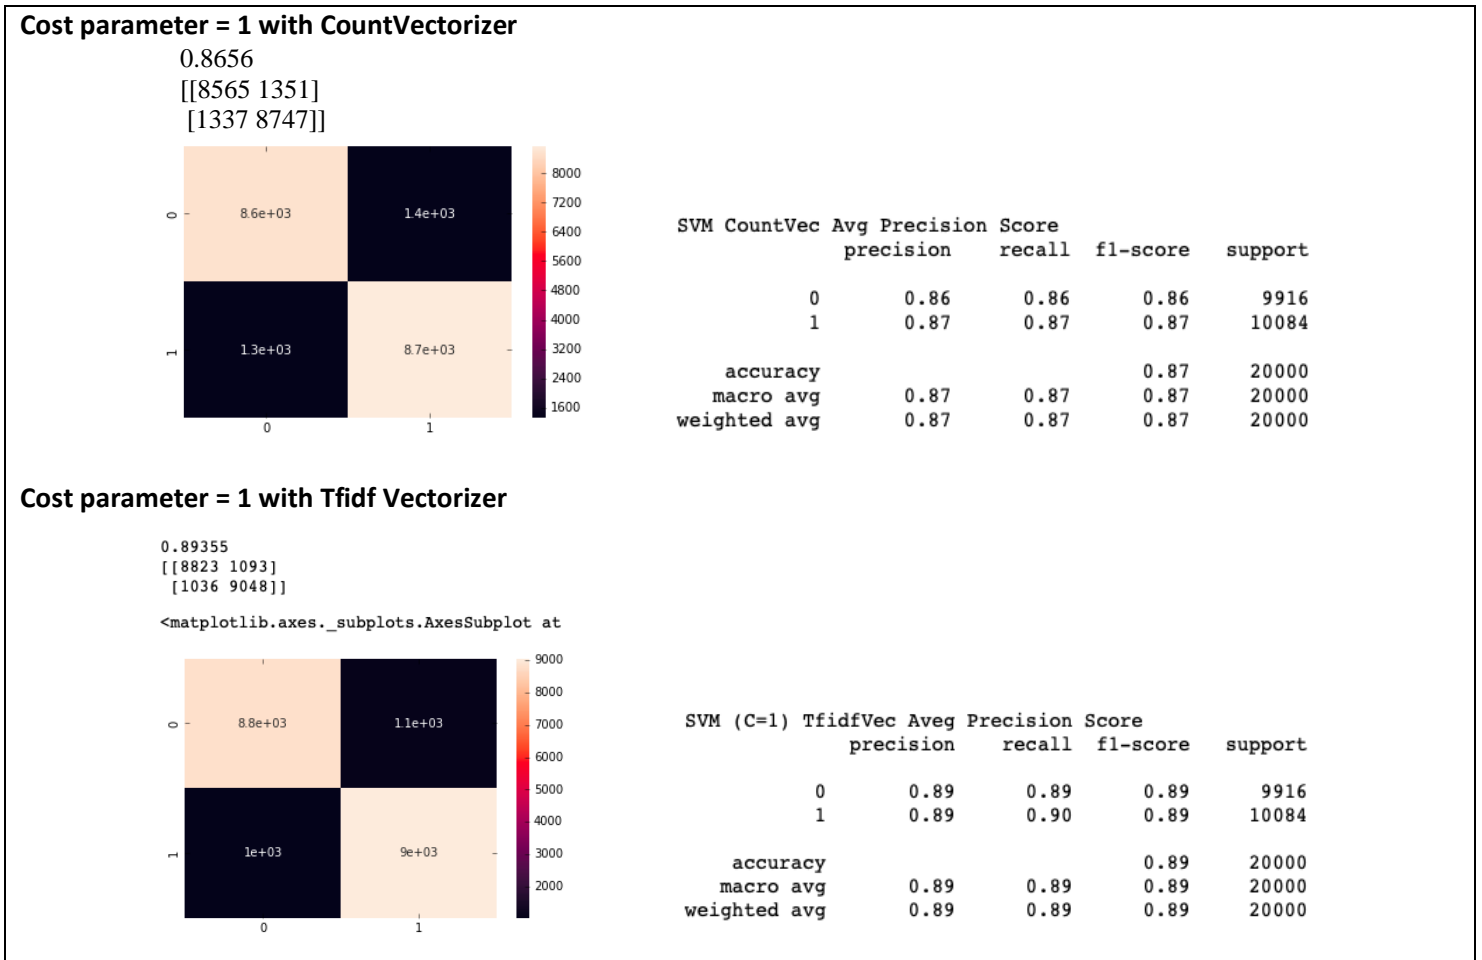 Cost parameter = 1 with CountVectorizer
0.8656
[[8565 1351]
[1337 8747]]
0
1
8.6e+03 1.4e+03
1.3e+03 8.7e+03
0 1
8000
7200
6400
5600
4800
4000
3200
2400
1600
SVM CountVec Avg Precision Score
precision recall f1-score support
0 0.86 0.86 0.86 9916
1 0.87 0.87 0.87 10084
accuracy 0.87 20000
macro avg 0.87 0.87 0.87 20000
weighted avg 0.87 0.87 0.87 20000
Cost parameter = 1 with Tfidf Vectorizer
0.89355
[[8823 1093]
[1036 9048]]
<matplotlib.axes._subplots.AxesSubplot at
0
1
8.8e+03 1.1e+03
1e+03 9e+03
0 1
9000
8000
7000
6000
5000
4000
3000
2000
SVM (C=1) TfidfVec Aveg Precision Score
precision recall f1-score support
0 0.89 0.89 0.89 9916
1 0.89 0.90 0.89 10084
accuracy 0.89 20000
macro avg 0.89 0.89 0.89 20000
weighted avg 0.89 0.89 0.89 20000